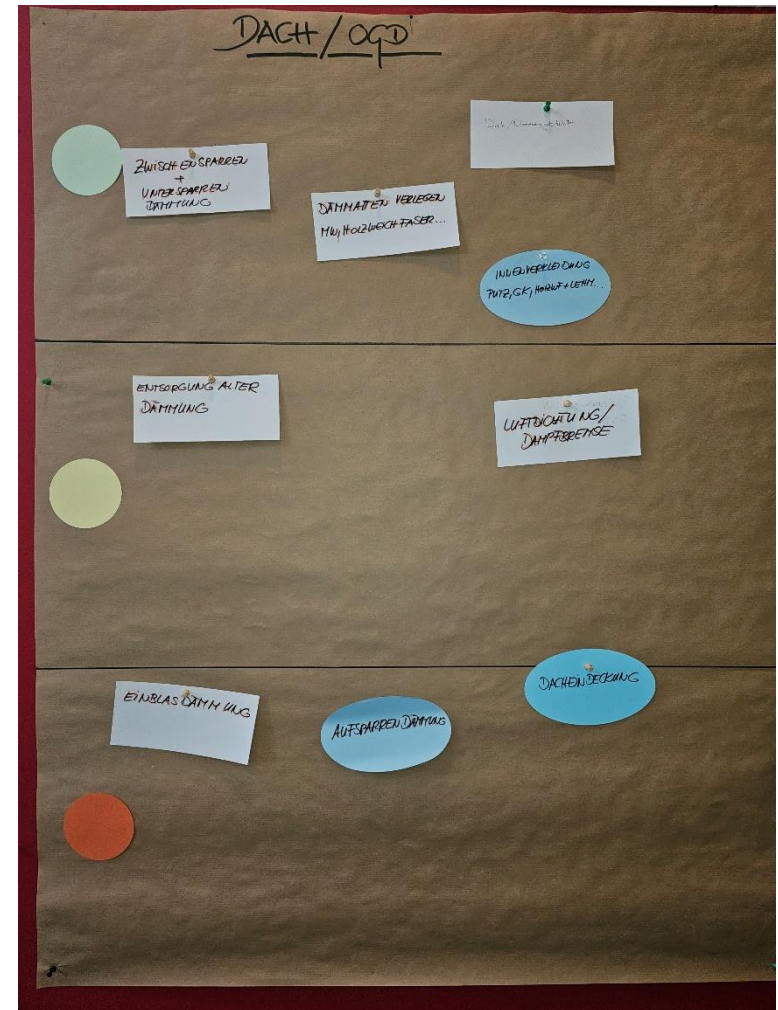 DACH/OGD
ZWISCHENSPARREN
+
UNTERSPARREN
DÄMMUNG
DÄMMATTEN VERLEGEN
MW, HOLZWEICHFASER...
INNENVERKLEIDUNG
PUTZ, GK, + LEHM...
ENTSORGUNG ALTER
DÄMMUNG
LUFTDICHTUNG/
DAMPFBREMSE
EINBLASDÄMMUNG
AUFSPARRENDÄMMUNG
DACHEINDECKUNG